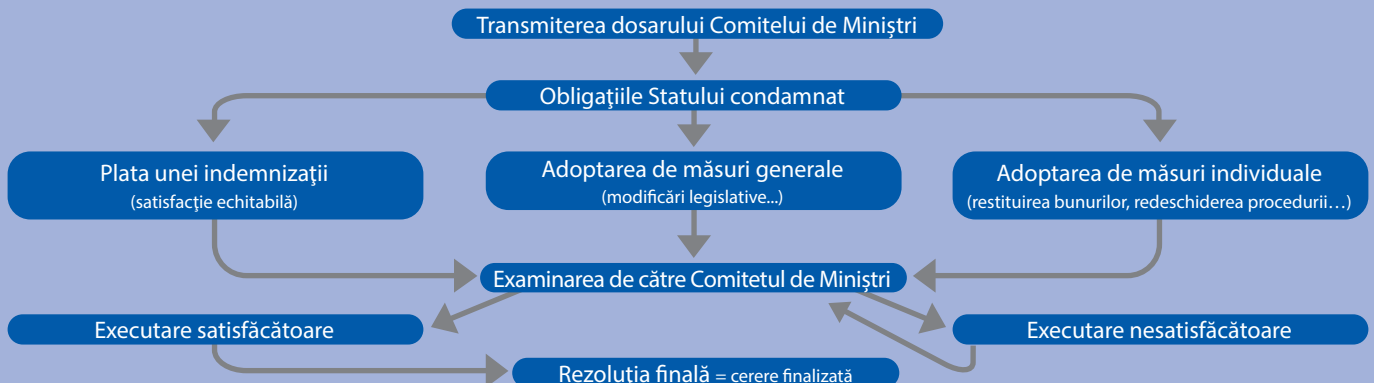 Transmiterea dosarului Comitelui de Miniștri
Obligaţiile Statului condamnat
Plata unei indemnizaţii
(satisfacţie echitabilă)
Adoptarea de măsuri generale
(modificări legislative...)
Adoptarea de măsuri individuale
(restituirea bunurilor, redeschiderea procedurii…)
Examinarea de către Comitetul de Miniștri
Executare satisfăcătoare
Executare nesatisfăcătoare
Rezoluţia finală = cerere finalizată